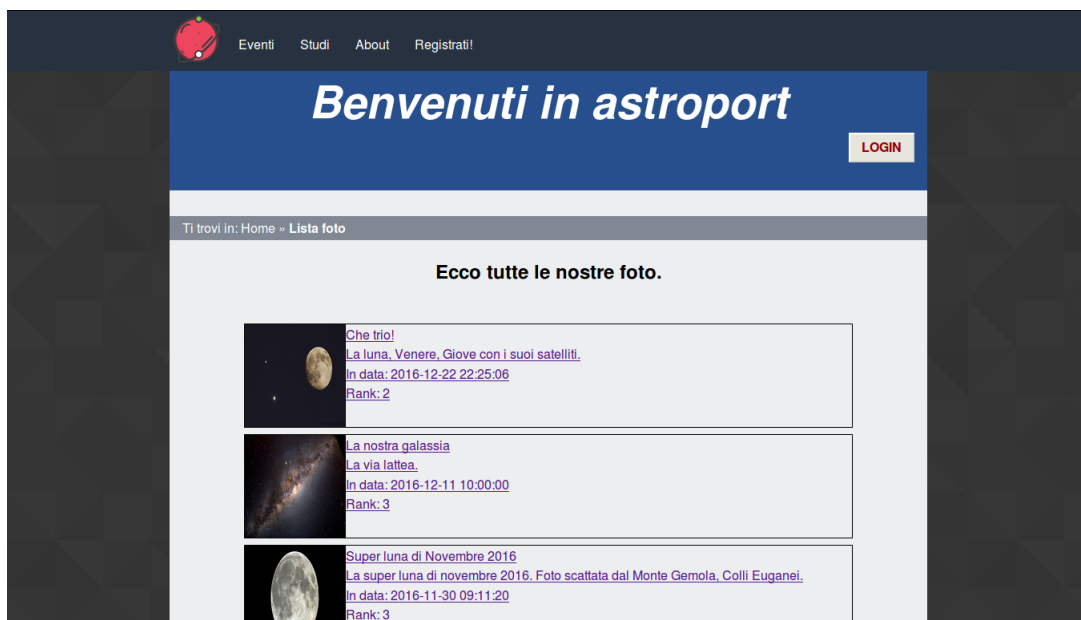 Eventi Studi About Registrati!
Benvenuti in astroport
LOGIN
Ti trovi in: Home » Lista foto
Ecco tutte le nostre foto.
Che trio!
La luna, Venere, Giove con i suoi satelliti.
In data: 2016-12-22 22:25:06
Rank: 2
La nostra galassia
La via lattea.
In data: 2016-12-11 10:00:00
Rank: 3
Super luna di Novembre 2016
La super luna di novembre 2016. Foto scattata dal Monte Gemola, Colli Euganei.
In data: 2016-11-30 09:11:20
Rank: 3